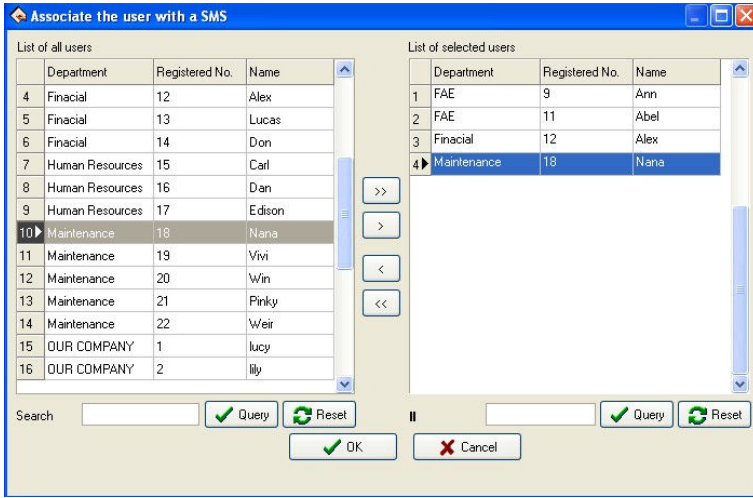 Associate the user with a SMS
List of all users
Department Registered No. Name
4 Finacial 12 Alex
5 Finacial 13 Lucas
6 Finacial 14 Don
7 Human Resources 15 Carl
8 Human Resources 16 Dan
9 Human Resources 17 Edison
10 Maintenance 18 Nana
11 Maintenance 19 Vivi
12 Maintenance 20 Win
13 Maintenance 21 Pinky
14 Maintenance 22 Weir
15 OUR COMPANY 1 lucy
16 OUR COMPANY 2 lily
Search Query Reset
>>
>
<
<<
List of selected users
Department Registered No. Name
1 FAE 9 Ann
2 FAE 11 Abel
3 Finacial 12 Alex
4 Maintenance 18 Nana
Query Reset
OK Cancel